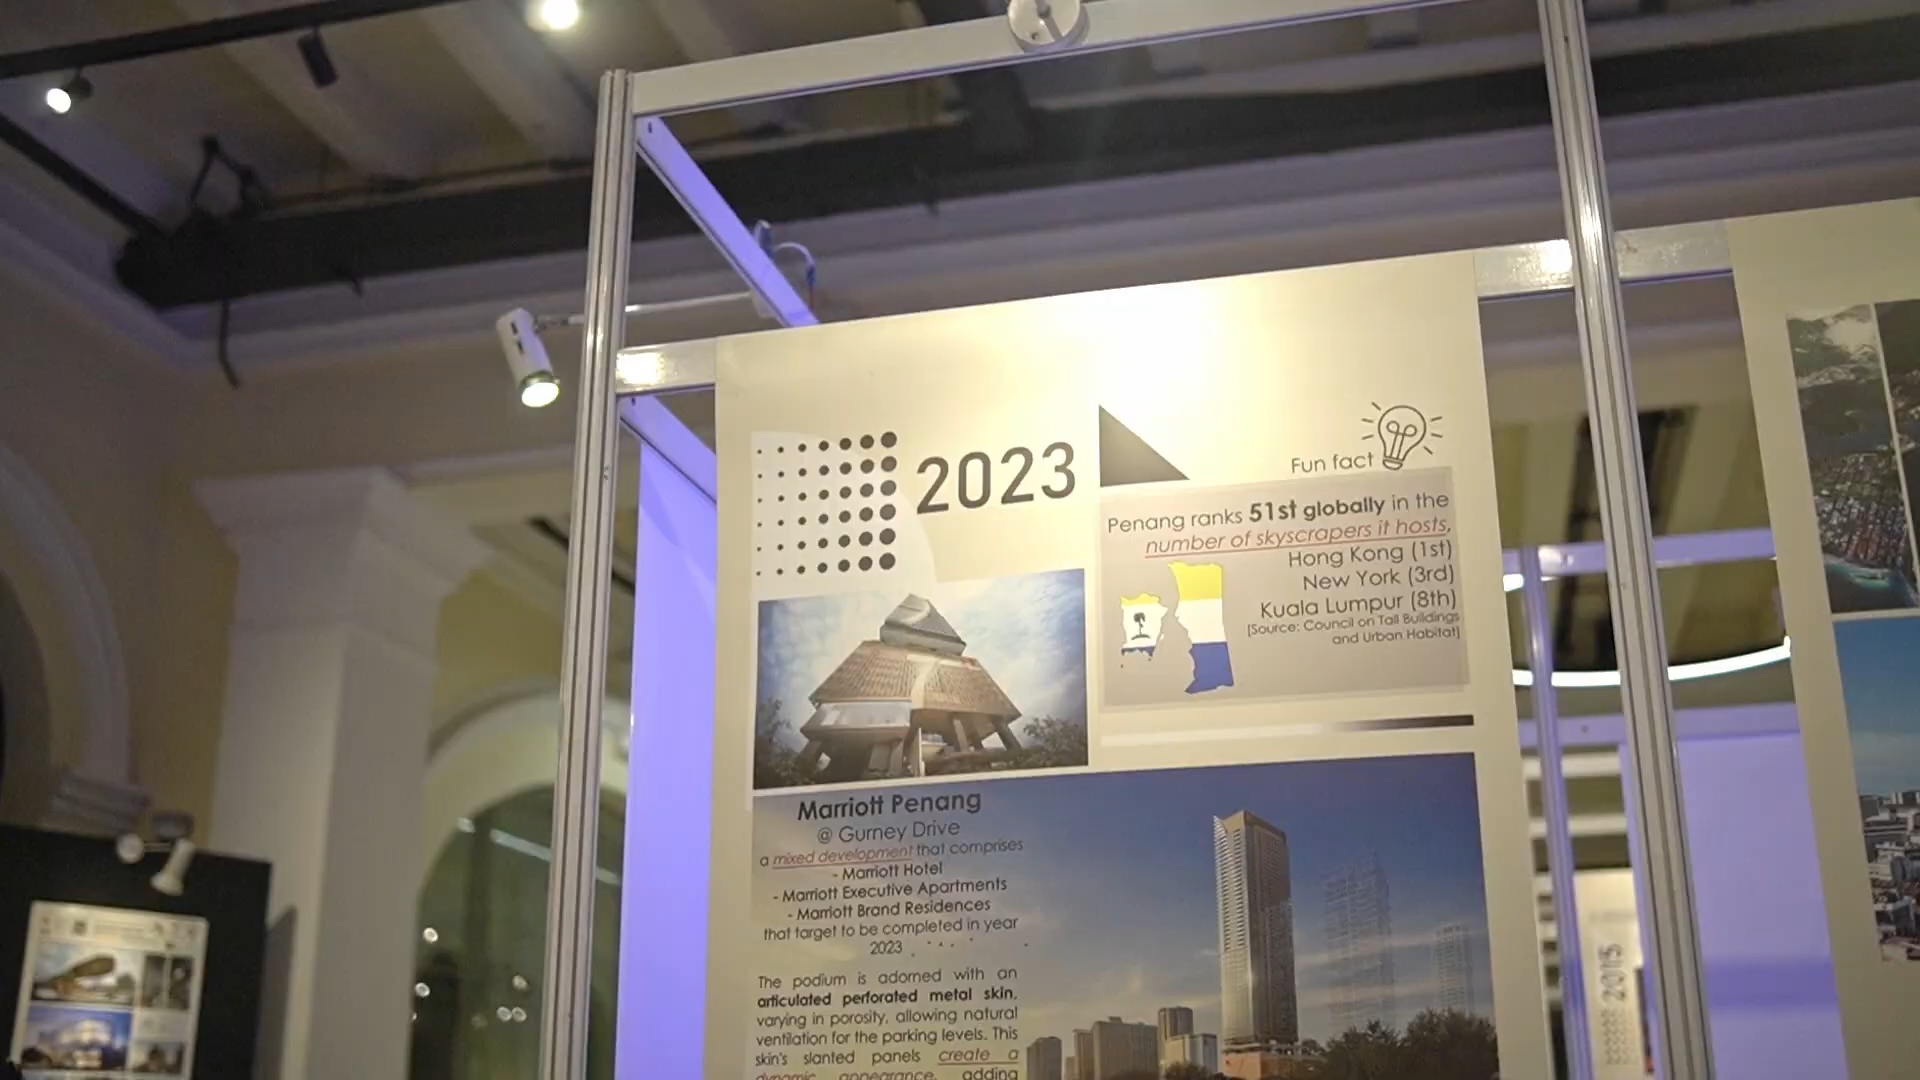 2023
Fun fact
Penang ranks 51st globally in the
number of skyscrapers it hosts,
Hong Kong (1st)
New York (3rd)
Kuala Lumpur (8th)
[Source: Council on Tall Buildings
and Urban Habitat]
Marriott Penang
@ Gurney Drive
a mixed development that comprises
- Marriott Hotel
- Marriott Executive Apartments
- Marriott Brand Residences
that target to be completed in year
2023
The podium is adorned with an
articulated perforated metal skin,
varying in porosity, allowing natural
ventilation for the parking levels. This
skin's slanted panels create a
dynamic appearance, adding
2015